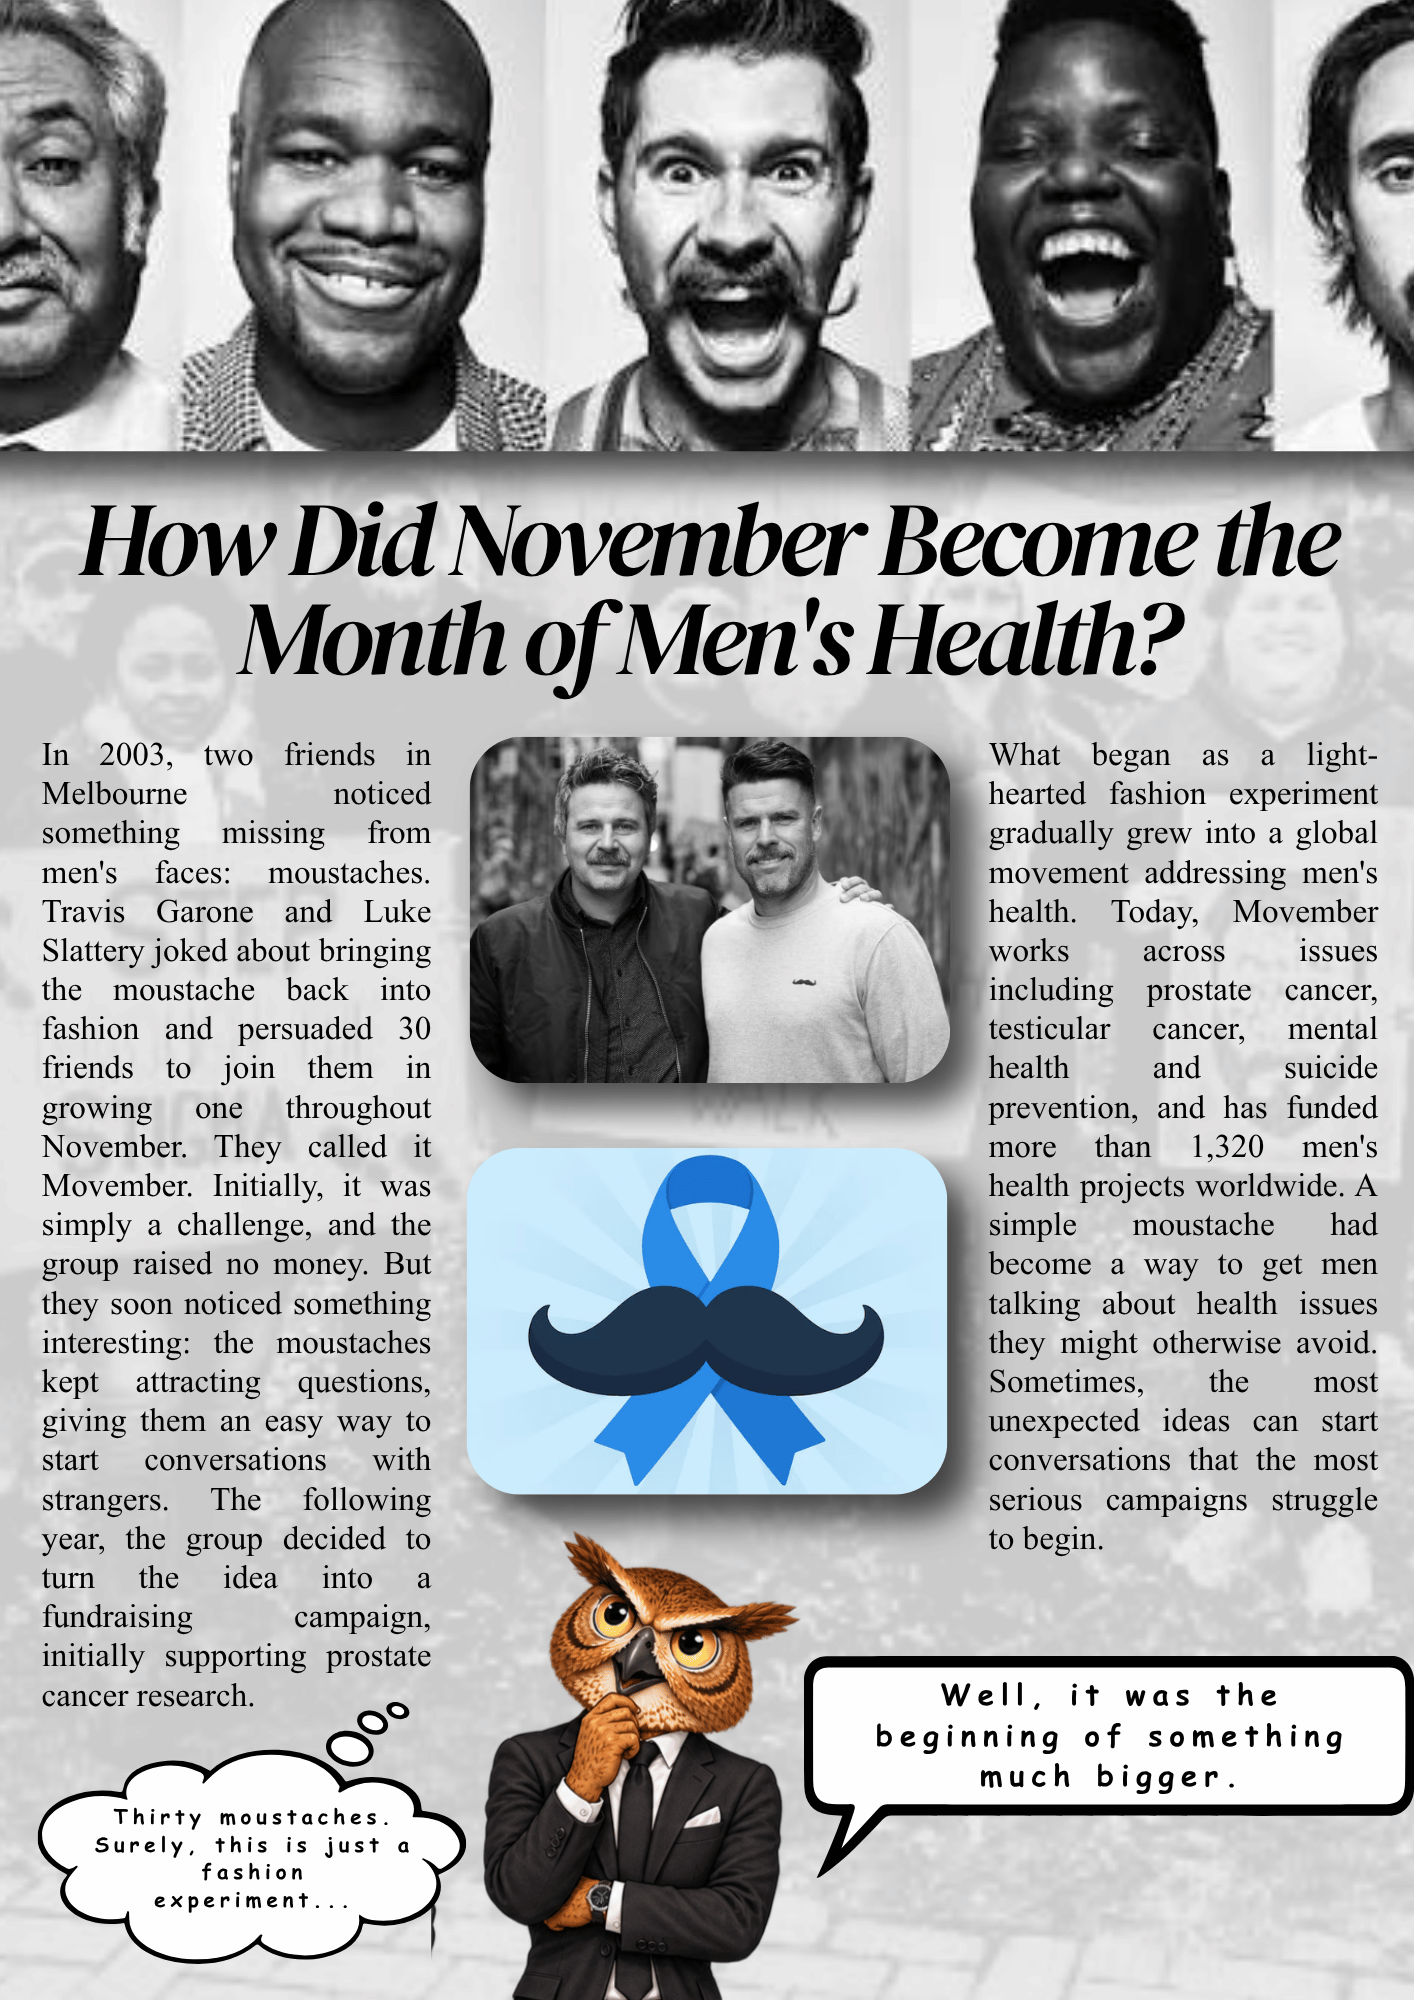 How Did November Become the
Month of Men's Health?
In 2003, two friends in
Melbourne noticed
something missing from
men's faces: moustaches.
Travis Garone and Luke
Slattery joked about bringing
the moustache back into
fashion and persuaded 30
friends to join them in
growing one throughout
November. They called it
Movember. Initially, it was
simply a challenge, and the
group raised no money. But
they soon noticed something
interesting: the moustaches
kept attracting questions,
giving them an easy way to
start conversations with
strangers. The following
year, the group decided to
turn the idea into a
fundraising campaign,
initially supporting prostate
cancer research.
What began as a light-
hearted fashion experiment
gradually grew into a global
movement addressing men's
health. Today, Movember
works across issues
including prostate cancer,
testicular cancer, mental
health and suicide
prevention, and has funded
more than 1,320 men's
health projects worldwide. A
simple moustache had
become a way to get men
talking about health issues
they might otherwise avoid.
Sometimes, the most
unexpected ideas can start
conversations that the most
serious campaigns struggle
to begin.
Thirty moustaches.
Surely, this is just a
fashion
experiment...
Well, it was the
beginning of something
much bigger.